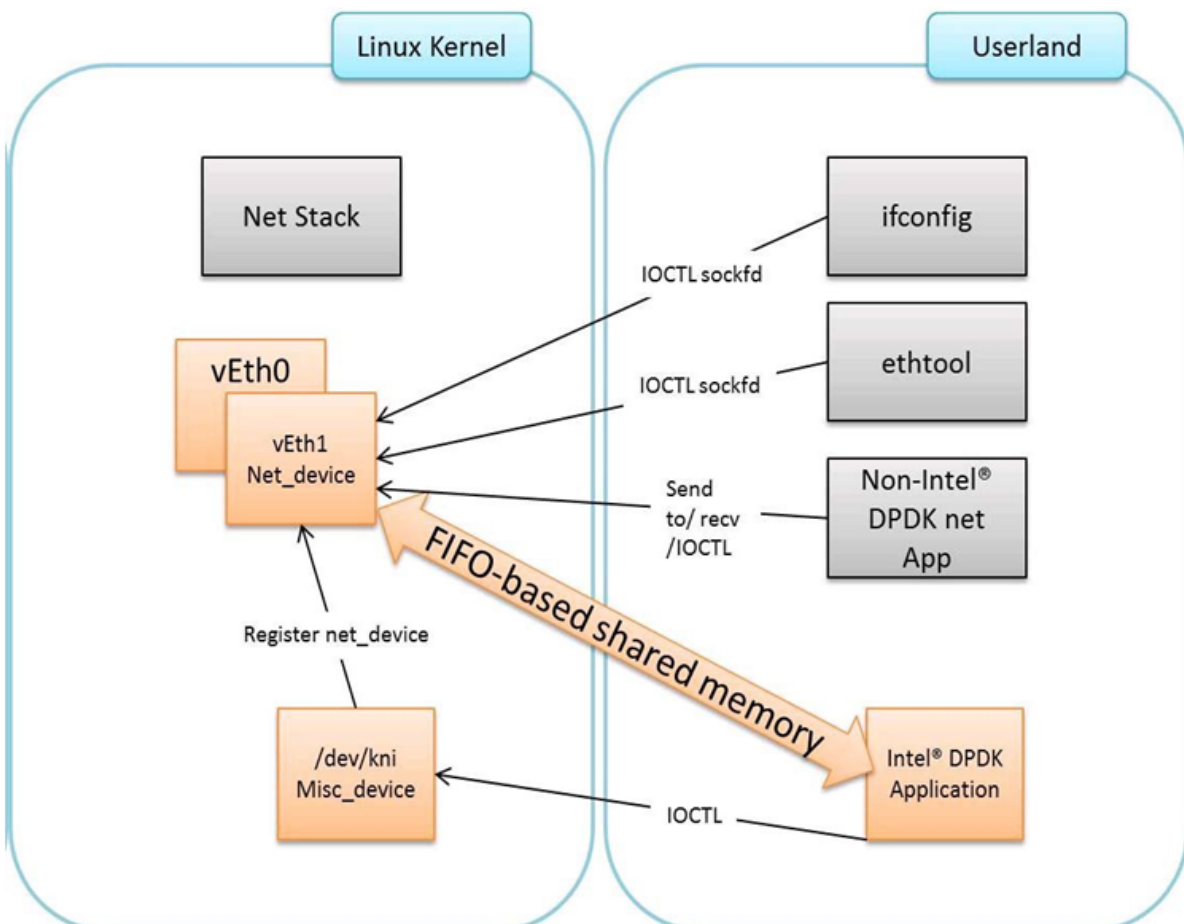 Linux Kernel
Userland
Net Stack
ifconfig
IOCTL sockfd
vEth0
ethtool
IOCTL sockfd
vEth1
Net_device
Non-Intel®
DPDK net
App
Send
to/ recv
/IOCTL
FIFO-based shared memory
Register net_device
/dev/kni
Misc_device
Intel® DPDK
Application
IOCTL